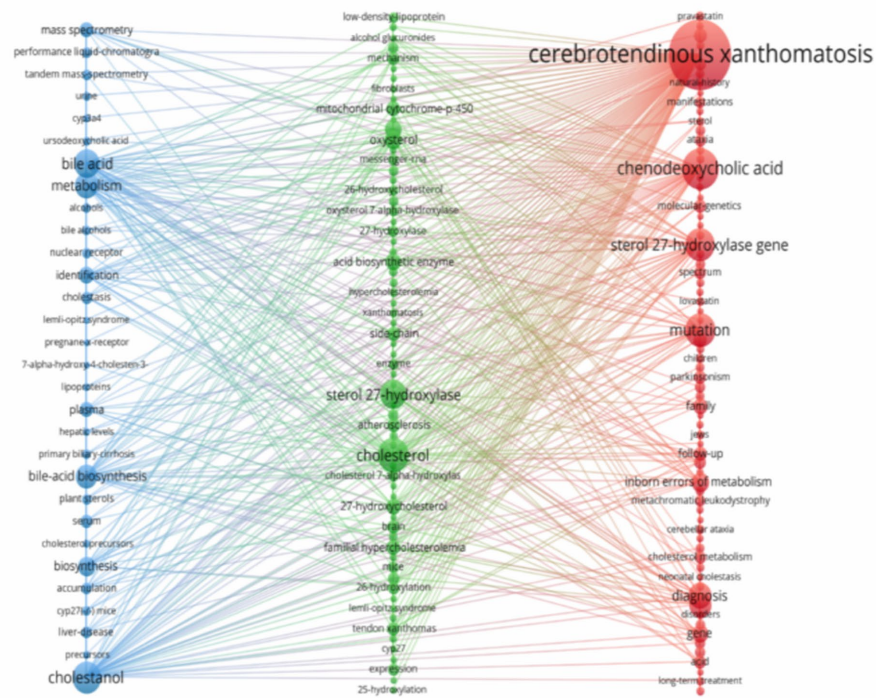 mass spectrometry
performance liquid-chromatogra
tandem mass spectrometry
urine
cyp3a4
ursodeoxycholic acid
bile acid
metabolism
alcohols
bile alcohols
nuclear receptor
identification
cholestasis
lemli-opitz syndrome
pregnane-x-receptor
7-alpha-hydroxy-4-cholesten-3-
lipoproteins
plasma
hepatic levels
primary biliary-cirrhosis
bile-acid biosynthesis
plant sterols
serum
cholesterol precursors
biosynthesis
accumulation
cyp27(-/-) mice
liver-disease
precursors
cholestanol
low-density-lipoprotein
alcohol glucuronides
mechanism
fibroblasts
mitochondrial cytochrome-p-450
oxysterol
messenger-rna
26-hydroxycholesterol
oxysterol 7-alpha-hydroxylase
27-hydroxylase
acid biosynthetic enzyme
hypercholesterolemia
xanthomatosis
side-chain
enzyme
sterol 27-hydroxylase
atherosclerosis
cholesterol
cholesterol 7-alpha-hydroxylas
27-hydroxycholesterol
brain
familial hypercholesterolemia
mice
26-hydroxylation
lemli-opitz syndrome
tendon xanthomas
cyp27
expression
25-hydroxylation
pravastatin
cerebrotendinous xanthomatosis
natural-history
manifestations
sterol
ataxia
chenodeoxycholic acid
molecular-genetics
sterol 27-hydroxylase gene
spectrum
lovastatin
mutation
children
parkinsonism
family
jews
follow-up
inborn errors of metabolism
metachromatic leukodystrophy
cerebellar ataxia
cholesterol metabolism
neonatal cholestasis
diagnosis
disorders
gene
acid
long-term treatment